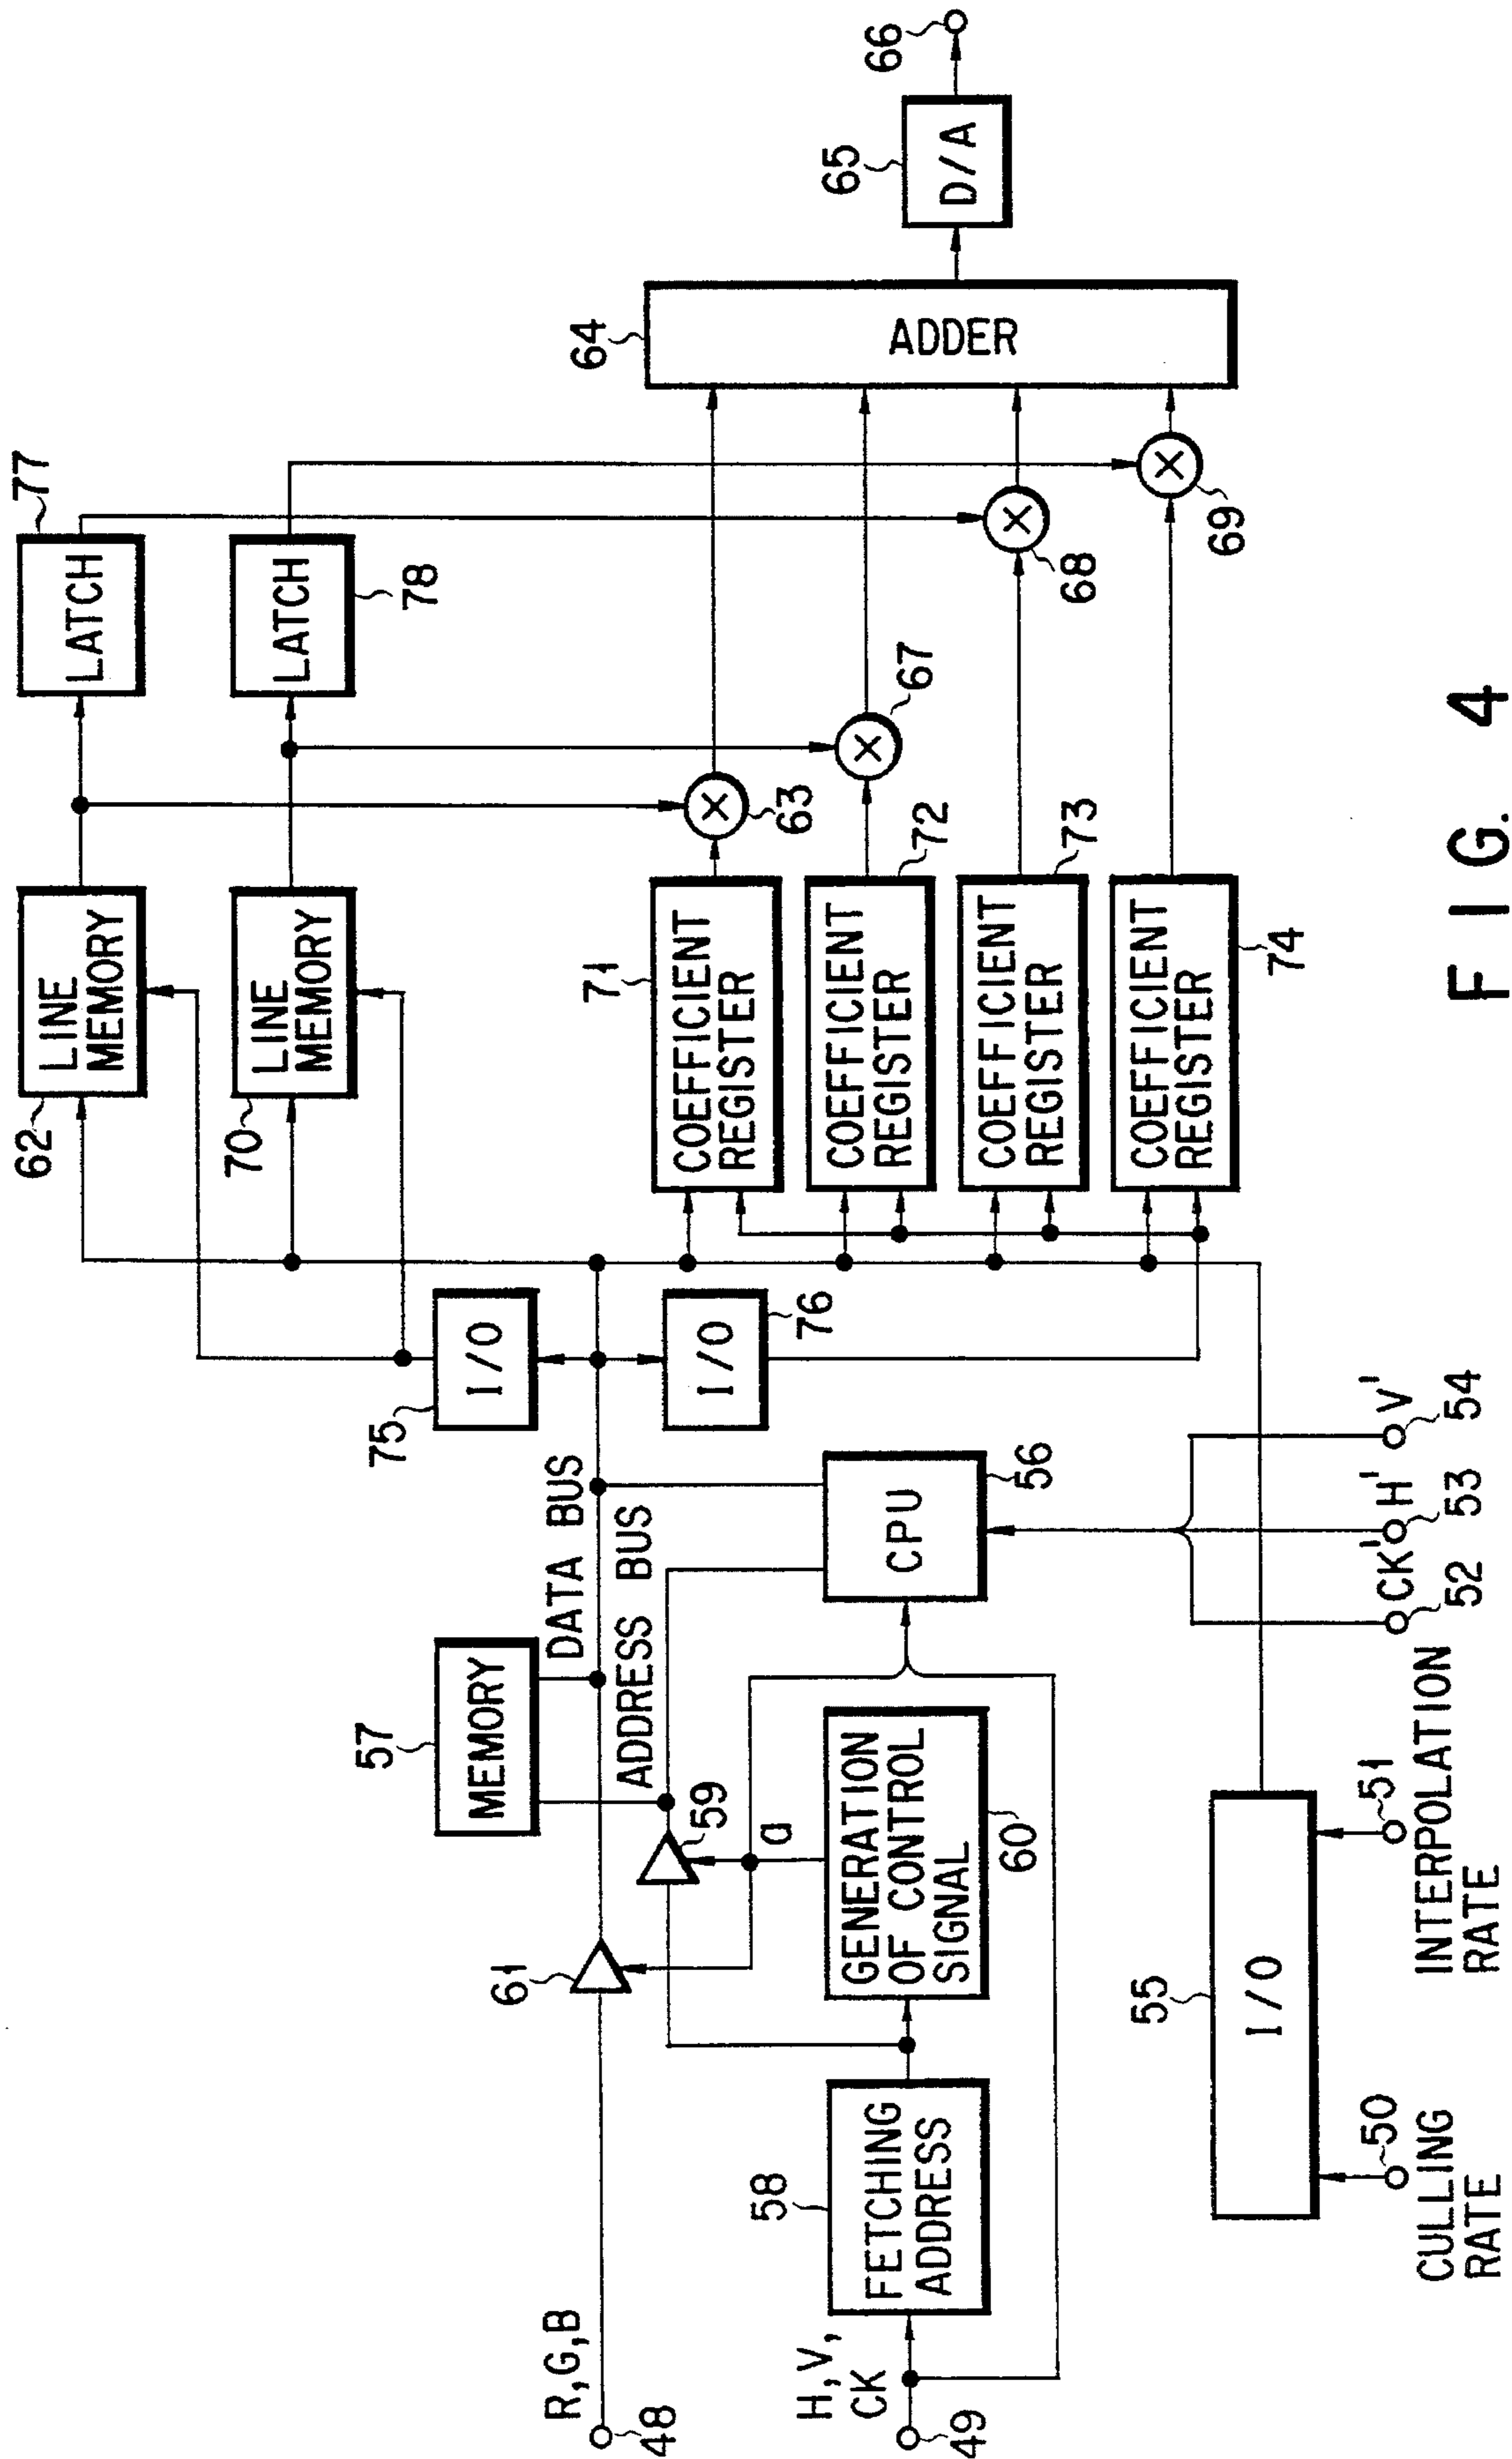 77
LATCH
LATCH
78
62
LINE
MEMORY
70
LINE
MEMORY
64
ADDER
65
D/A
66
63
67
68
69
71
COEFFICIENT
REGISTER
72
COEFFICIENT
REGISTER
73
COEFFICIENT
REGISTER
74
COEFFICIENT
REGISTER
75
I/O
76
I/O
57
MEMORY
DATA BUS
ADDRESS BUS
56
CPU
59
61
a
GENERATION
OF CONTROL
SIGNAL
60
58
FETCHING
ADDRESS
R,G,B
48
H,V,
CK
49
55
I/O
CULLING
RATE
50
INTERPOLATION
RATE
51
CK'
52
H'
53
V'
54
FIG. 4